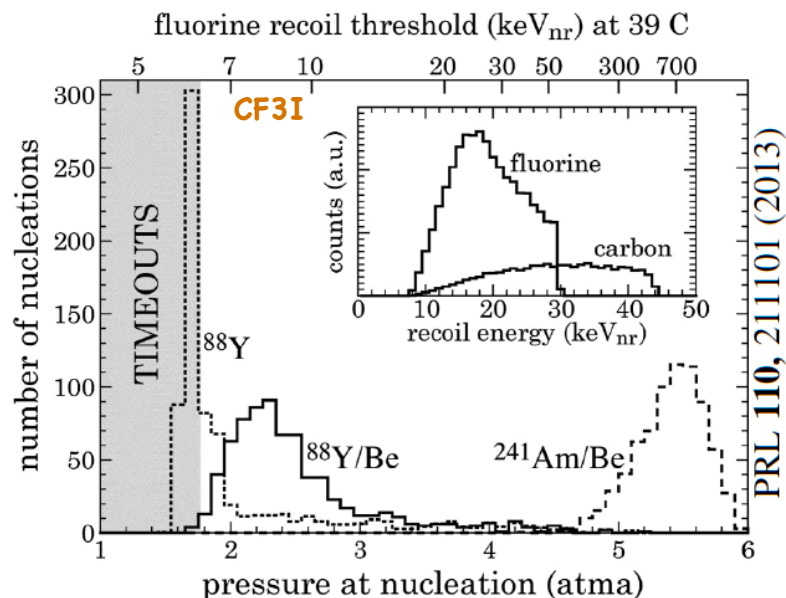 fluorine recoil threshold (keVnr) at 39 C
5 7 10 20 30 50 300 700
CF3I
300
250
200
150
100
50
0
number of nucleations
TIMEOUTS
88Y
88Y/Be
241Am/Be
counts (a.u.)
fluorine
carbon
0 10 20 30 40 50
recoil energy (keVnr)
1 2 3 4 5 6
pressure at nucleation (atma)
PRL 110, 211101 (2013)